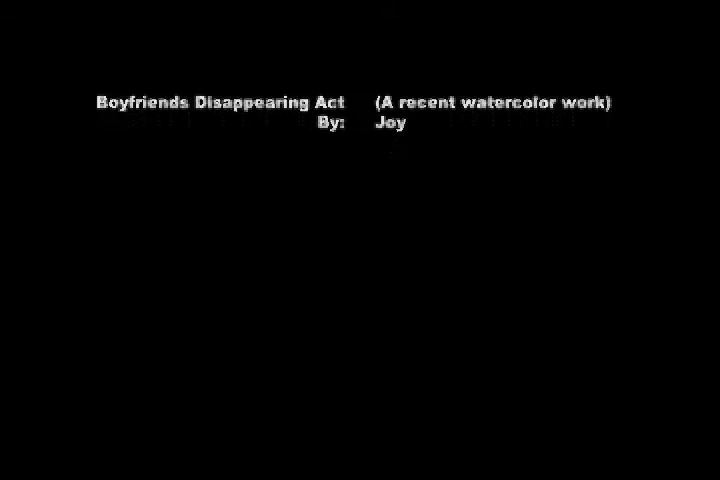 Boyfriends Disappearing Act (A recent watercolor work)
By: Joy